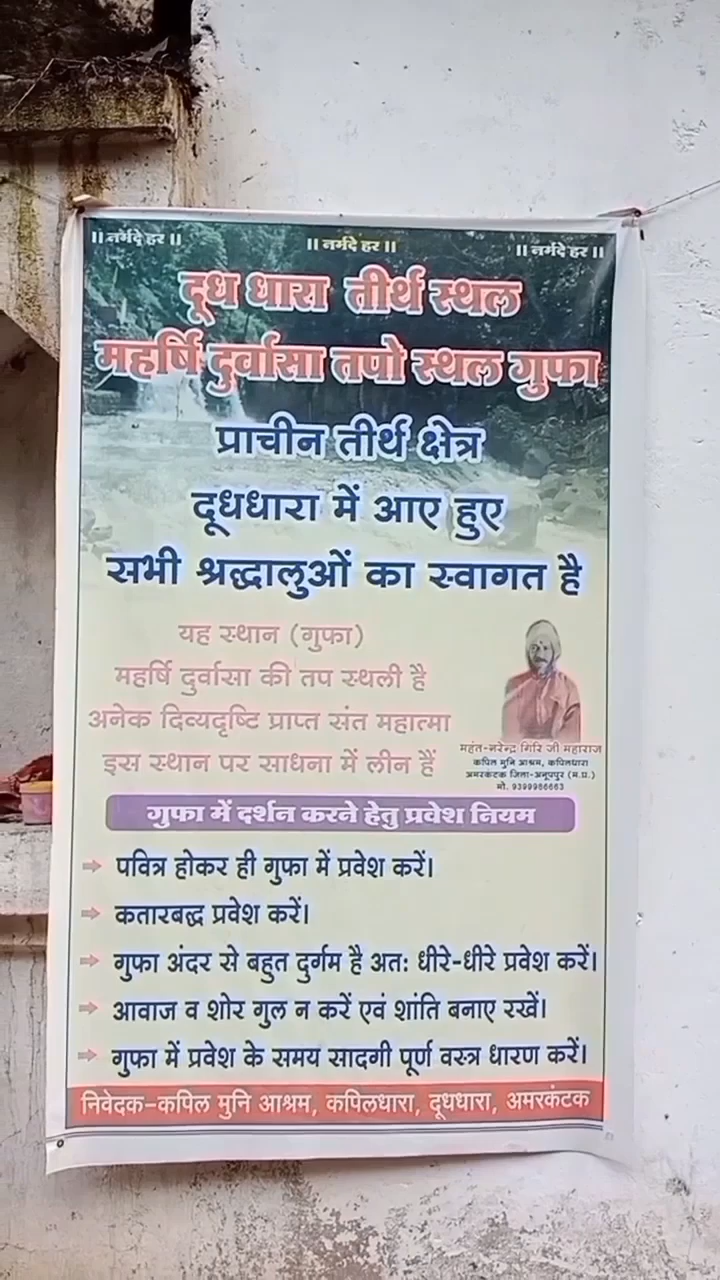 ॥ नर्मदे हर ॥ ॥ नर्मदे हर ॥ ॥ नर्मदे हर ॥
दूध धारा तीर्थ स्थल
महर्षि दुर्वासा तपो स्थल गुफा
प्राचीन तीर्थ क्षेत्र
दूधधारा में आए हुए
सभी श्रद्धालुओं का स्वागत है
यह स्थान (गुफा)
महर्षि दुर्वासा की तप स्थली है
अनेक दिव्यदृष्टि प्राप्त संत महात्मा
इस स्थान पर साधना में लीन हैं
महंत-नरेन्द्र गिरि जी महाराज
कपिल मुनि आश्रम, कपिलधारा
अमरकंटक जिला-अनूपपुर (म.प्र.)
मो. 9399966663
गुफा में दर्शन करने हेतु प्रवेश नियम
पवित्र होकर ही गुफा में प्रवेश करें।
कतारबद्ध प्रवेश करें।
गुफा अंदर से बहुत दुर्गम है अतः धीरे-धीरे प्रवेश करें।
आवाज व शोर गुल न करें एवं शांति बनाए रखें।
गुफा में प्रवेश के समय सादगी पूर्ण वस्त्र धारण करें।
निवेदक-कपिल मुनि आश्रम, कपिलधारा, दूधधारा, अमरकंटक